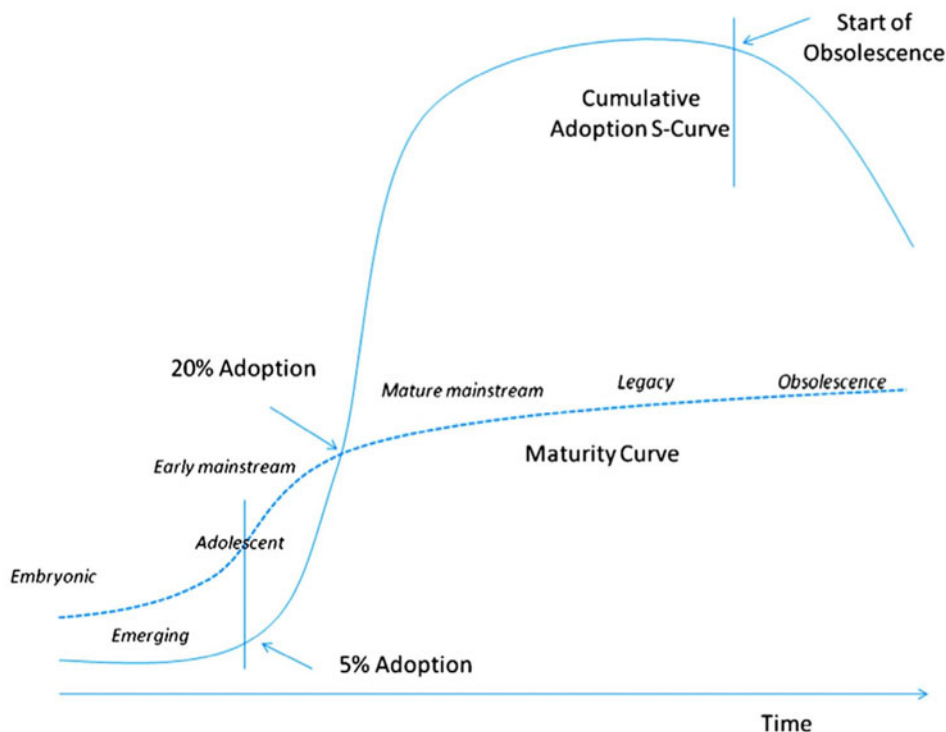 Start of
Obsolescence
Cumulative
Adoption S-Curve
20% Adoption
Mature mainstream
Legacy
Obsolescence
Early mainstream
Maturity Curve
Adolescent
Embryonic
Emerging
5% Adoption
Time